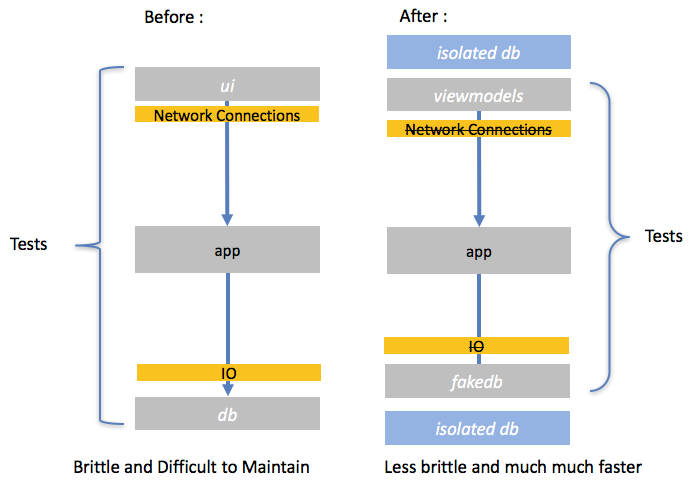 Before :
ui
Network Connections
Tests
app
IO
db
Brittle and Difficult to Maintain
After :
isolated db
viewmodels
Network Connections
app
Tests
IO
fakedb
isolated db
Less brittle and much much faster